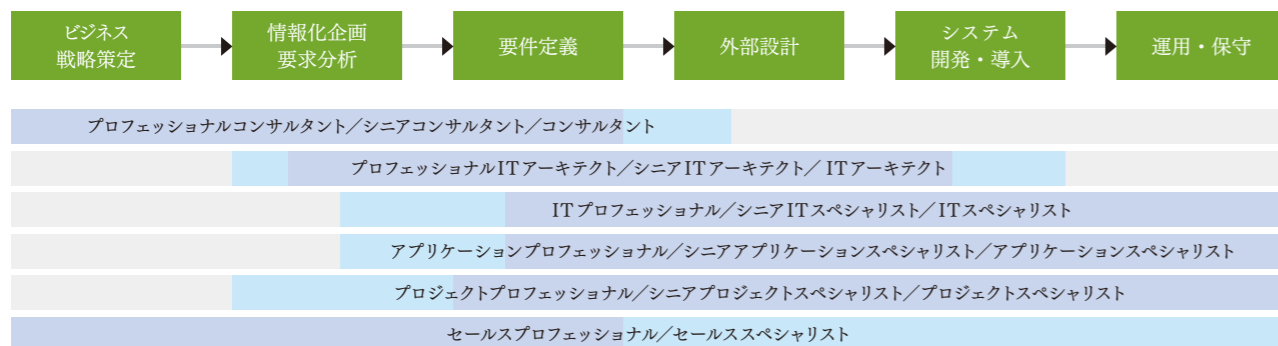 ビジネス
戦略策定
情報化企画
要求分析
要件定義
外部設計
システム
開発・導入
運用・保守
プロフェッショナルコンサルタント／シニアコンサルタント／コンサルタント
プロフェッショナルITアーキテクト／シニアITアーキテクト／ITアーキテクト
ITプロフェッショナル／シニアITスペシャリスト／ITスペシャリスト
アプリケーションプロフェッショナル／シニアアプリケーションスペシャリスト／アプリケーションスペシャリスト
プロジェクトプロフェッショナル／シニアプロジェクトスペシャリスト／プロジェクトスペシャリスト
セールスプロフェッショナル／セールススペシャリスト